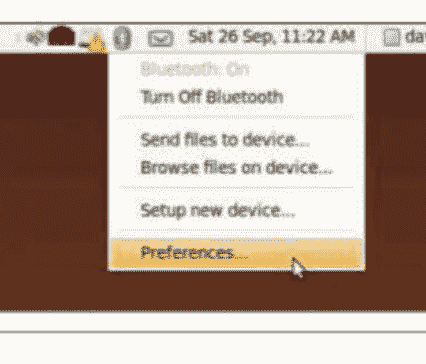 Sat 26 Sep, 11:22 AM
Bluetooth: On
Turn Off Bluetooth
Send files to device...
Browse files on device...
Setup new device...
Preferences...